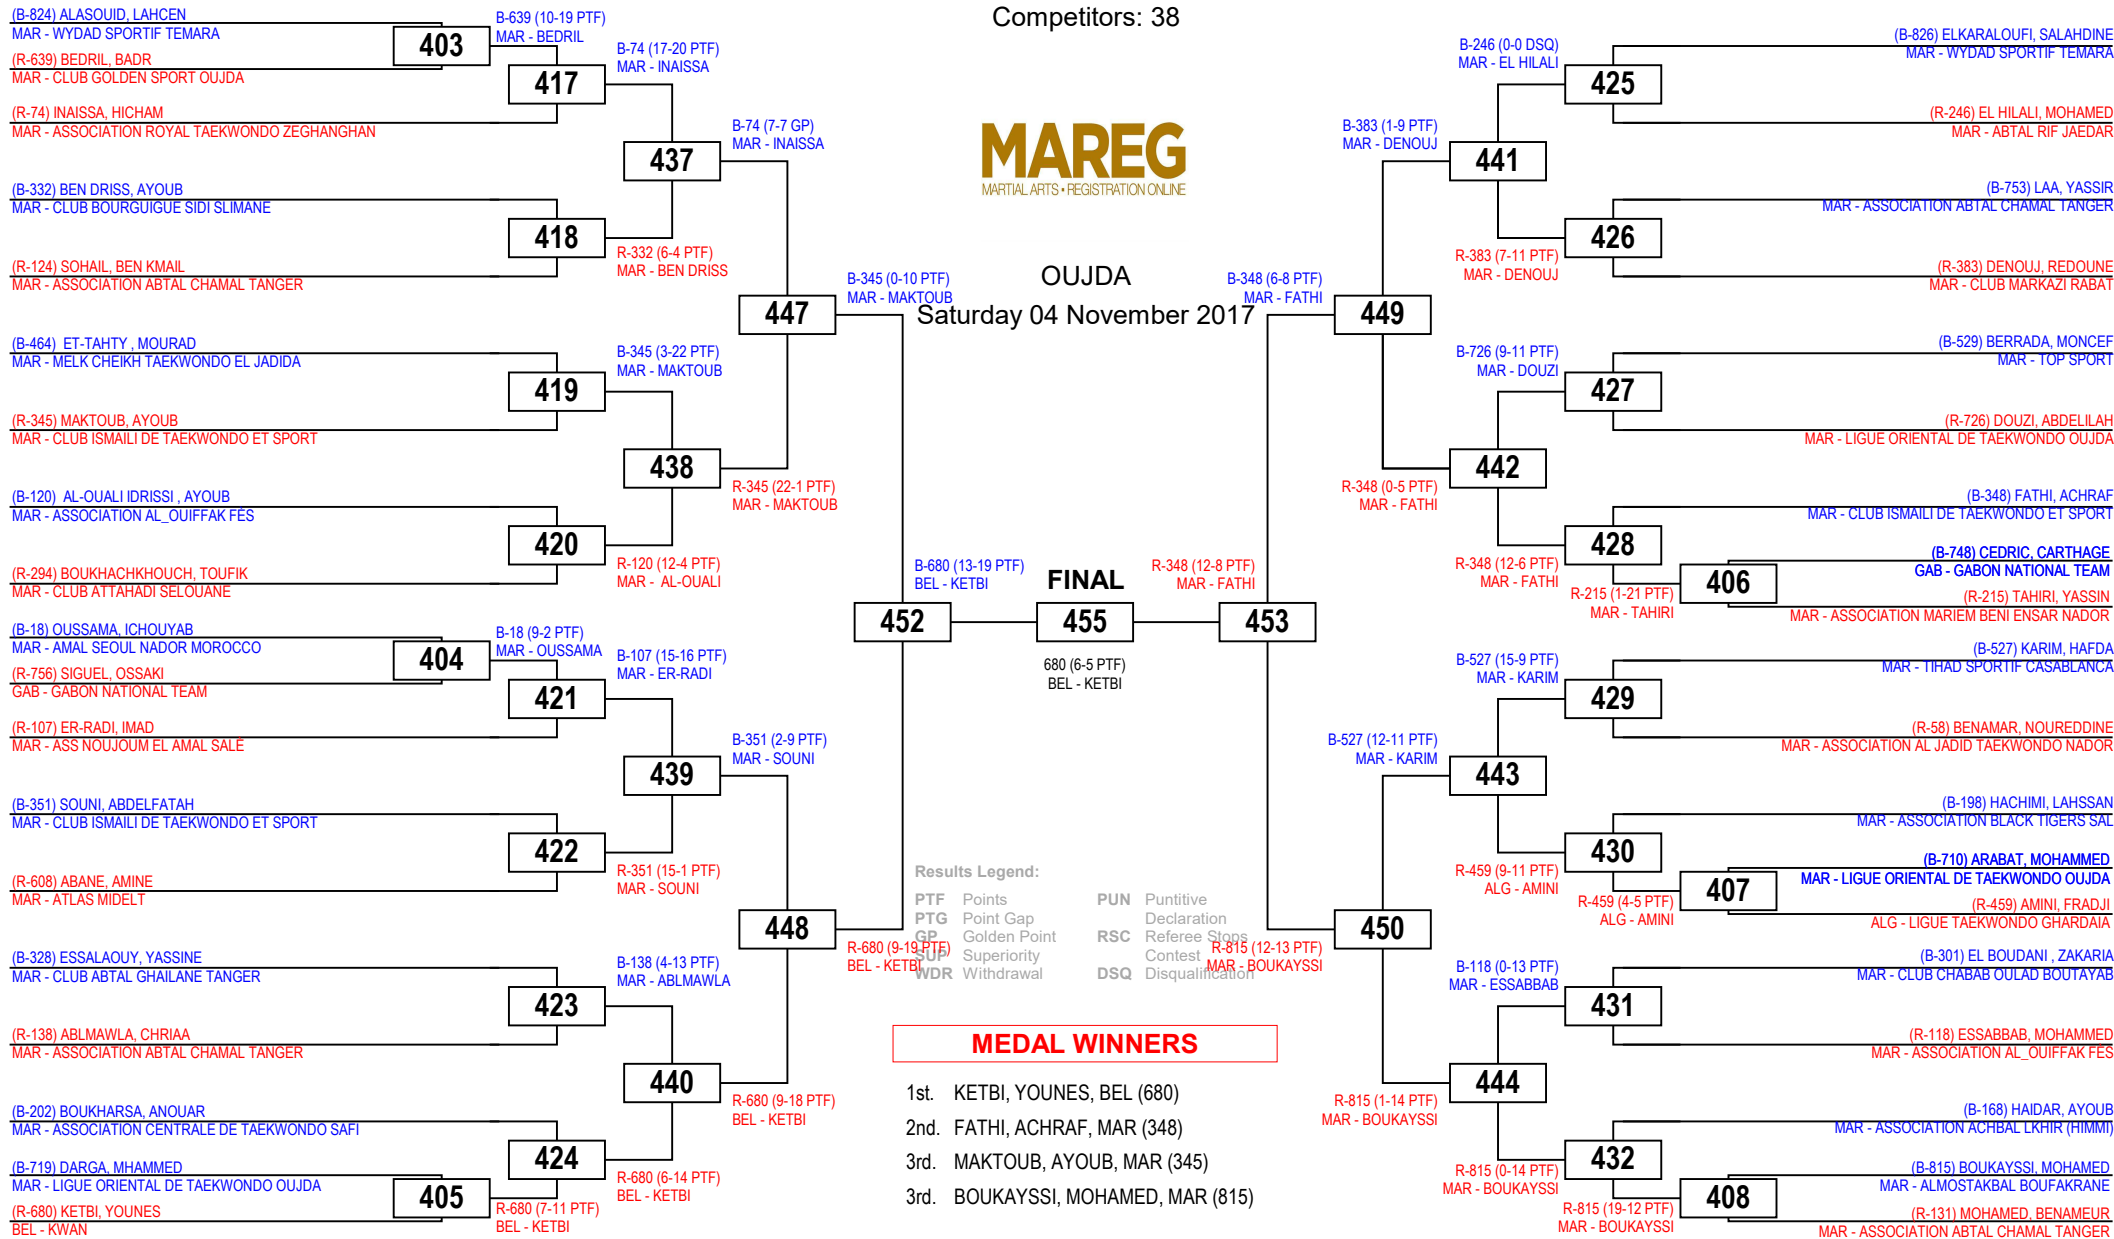 Competitors: 38
MAREG
MARTIAL ARTS • REGISTRATION ONLINE
OUJDA
Saturday 04 November 2017
(B-824) ALASOUID, LAHCEN
MAR - WYDAD SPORTIF TEMARA
(R-639) BEDRIL, BADR
MAR - CLUB GOLDEN SPORT OUJDA
403
B-639 (10-19 PTF)
MAR - BEDRIL
(R-74) INAISSA, HICHAM
MAR - ASSOCIATION ROYAL TAEKWONDO ZEGHANGHAN
417
B-74 (17-20 PTF)
MAR - INAISSA
437
B-74 (7-7 GP)
MAR - INAISSA
(B-332) BEN DRISS, AYOUB
MAR - CLUB BOURGUIGUE SIDI SLIMANE
418
(R-124) SOHAIL, BEN KMAIL
MAR - ASSOCIATION ABTAL CHAMAL TANGER
R-332 (6-4 PTF)
MAR - BEN DRISS
447
B-345 (0-10 PTF)
MAR - MAKTOUB
(B-464)  ET-TAHTY , MOURAD
MAR - MELK CHEIKH TAEKWONDO EL JADIDA
419
B-345 (3-22 PTF)
MAR - MAKTOUB
(R-345) MAKTOUB, AYOUB
MAR - CLUB ISMAILI DE TAEKWONDO ET SPORT
438
R-345 (22-1 PTF)
MAR - MAKTOUB
(B-120)  AL-OUALI IDRISSI , AYOUB
MAR - ASSOCIATION AL_OUIFFAK FES
420
(R-294) BOUKHACHKHOUCH, TOUFIK
MAR - CLUB ATTAHADI SELOUANE
R-120 (12-4 PTF)
MAR -  AL-OUALI
452
B-680 (13-19 PTF)
BEL - KETBI
(B-18) OUSSAMA, ICHOUYAB
MAR - AMAL SEOUL NADOR MOROCCO
404
B-18 (9-2 PTF)
MAR - OUSSAMA
(R-756) SIGUEL, OSSAKI
GAB - GABON NATIONAL TEAM
421
B-107 (15-16 PTF)
MAR - ER-RADI
(R-107) ER-RADI, IMAD
MAR - ASS NOUJOUM EL AMAL SALE
439
B-351 (2-9 PTF)
MAR - SOUNI
(B-351) SOUNI, ABDELFATAH
MAR - CLUB ISMAILI DE TAEKWONDO ET SPORT
422
(R-608) ABANE, AMINE
MAR - ATLAS MIDELT
R-351 (15-1 PTF)
MAR - SOUNI
448
R-680 (9-19 PTF)
BEL - KETBI
(B-328) ESSALAOUY, YASSINE
MAR - CLUB ABTAL GHAILANE TANGER
423
B-138 (4-13 PTF)
MAR - ABLMAWLA
(R-138) ABLMAWLA, CHRIAA
MAR - ASSOCIATION ABTAL CHAMAL TANGER
440
R-680 (9-18 PTF)
BEL - KETBI
(B-202) BOUKHARSA, ANOUAR
MAR - ASSOCIATION CENTRALE DE TAEKWONDO SAFI
424
R-680 (6-14 PTF)
BEL - KETBI
(B-719) DARGA, MHAMMED
MAR - LIGUE ORIENTAL DE TAEKWONDO OUJDA
405
R-680 (7-11 PTF)
BEL - KETBI
(R-680) KETBI, YOUNES
BEL - KWAN
FINAL
455
680 (6-5 PTF)
BEL - KETBI
(B-826) ELKARALOUFI, SALAHDINE
MAR - WYDAD SPORTIF TEMARA
B-246 (0-0 DSQ)
MAR - EL HILALI
425
(R-246) EL HILALI, MOHAMED
MAR - ABTAL RIF JAEDAR
B-383 (1-9 PTF)
MAR - DENOUJ
441
(B-753) LAA, YASSIR
MAR - ASSOCIATION ABTAL CHAMAL TANGER
426
R-383 (7-11 PTF)
MAR - DENOUJ
(R-383) DENOUJ, REDOUNE
MAR - CLUB MARKAZI RABAT
B-348 (6-8 PTF)
MAR - FATHI
449
(B-529) BERRADA, MONCEF
MAR - TOP SPORT
B-726 (9-11 PTF)
MAR - DOUZI
427
(R-726) DOUZI, ABDELILAH
MAR - LIGUE ORIENTAL DE TAEKWONDO OUJDA
442
R-348 (0-5 PTF)
MAR - FATHI
(B-348) FATHI, ACHRAF
MAR - CLUB ISMAILI DE TAEKWONDO ET SPORT
428
R-348 (12-6 PTF)
MAR - FATHI
(B-748) CEDRIC, CARTHAGE
GAB - GABON NATIONAL TEAM
406
R-215 (1-21 PTF)
MAR - TAHIRI
(R-215) TAHIRI, YASSIN
MAR - ASSOCIATION MARIEM BENI ENSAR NADOR
R-348 (12-8 PTF)
MAR - FATHI
453
(B-527) KARIM, HAFDA
MAR - TIHAD SPORTIF CASABLANCA
B-527 (15-9 PTF)
MAR - KARIM
429
(R-58) BENAMAR, NOUREDDINE
MAR - ASSOCIATION AL JADID TAEKWONDO NADOR
B-527 (12-11 PTF)
MAR - KARIM
443
(B-198) HACHIMI, LAHSSAN
MAR - ASSOCIATION BLACK TIGERS SAL
430
R-459 (9-11 PTF)
ALG - AMINI
(B-710) ARABAT, MOHAMMED
MAR - LIGUE ORIENTAL DE TAEKWONDO OUJDA
407
R-459 (4-5 PTF)
ALG - AMINI
(R-459) AMINI, FRADJI
ALG - LIGUE TAEKWONDO GHARDAIA
450
R-815 (12-13 PTF)
MAR - BOUKAYSSI
(B-301) EL BOUDANI , ZAKARIA
MAR - CLUB CHABAB OULAD BOUTAYAB
B-118 (0-13 PTF)
MAR - ESSABBAB
431
(R-118) ESSABBAB, MOHAMMED
MAR - ASSOCIATION AL_OUIFFAK FES
444
R-815 (1-14 PTF)
MAR - BOUKAYSSI
(B-168) HAIDAR, AYOUB
MAR - ASSOCIATION ACHBAL LKHIR (HIMMI)
432
R-815 (0-14 PTF)
MAR - BOUKAYSSI
(B-815) BOUKAYSSI, MOHAMED
MAR - ALMOSTAKBAL BOUFAKRANE
408
R-815 (19-12 PTF)
MAR - BOUKAYSSI
(R-131) MOHAMED, BENAMEUR
MAR - ASSOCIATION ABTAL CHAMAL TANGER
Results Legend:
PTF Points
PTG Point Gap
GP Golden Point
SUP Superiority
WDR Withdrawal
PUN Puntitive
Declaration
RSC Referee Stops
Contest
DSQ Disqualification
MEDAL WINNERS
1st. KETBI, YOUNES, BEL (680)
2nd. FATHI, ACHRAF, MAR (348)
3rd. MAKTOUB, AYOUB, MAR (345)
3rd. BOUKAYSSI, MOHAMED, MAR (815)